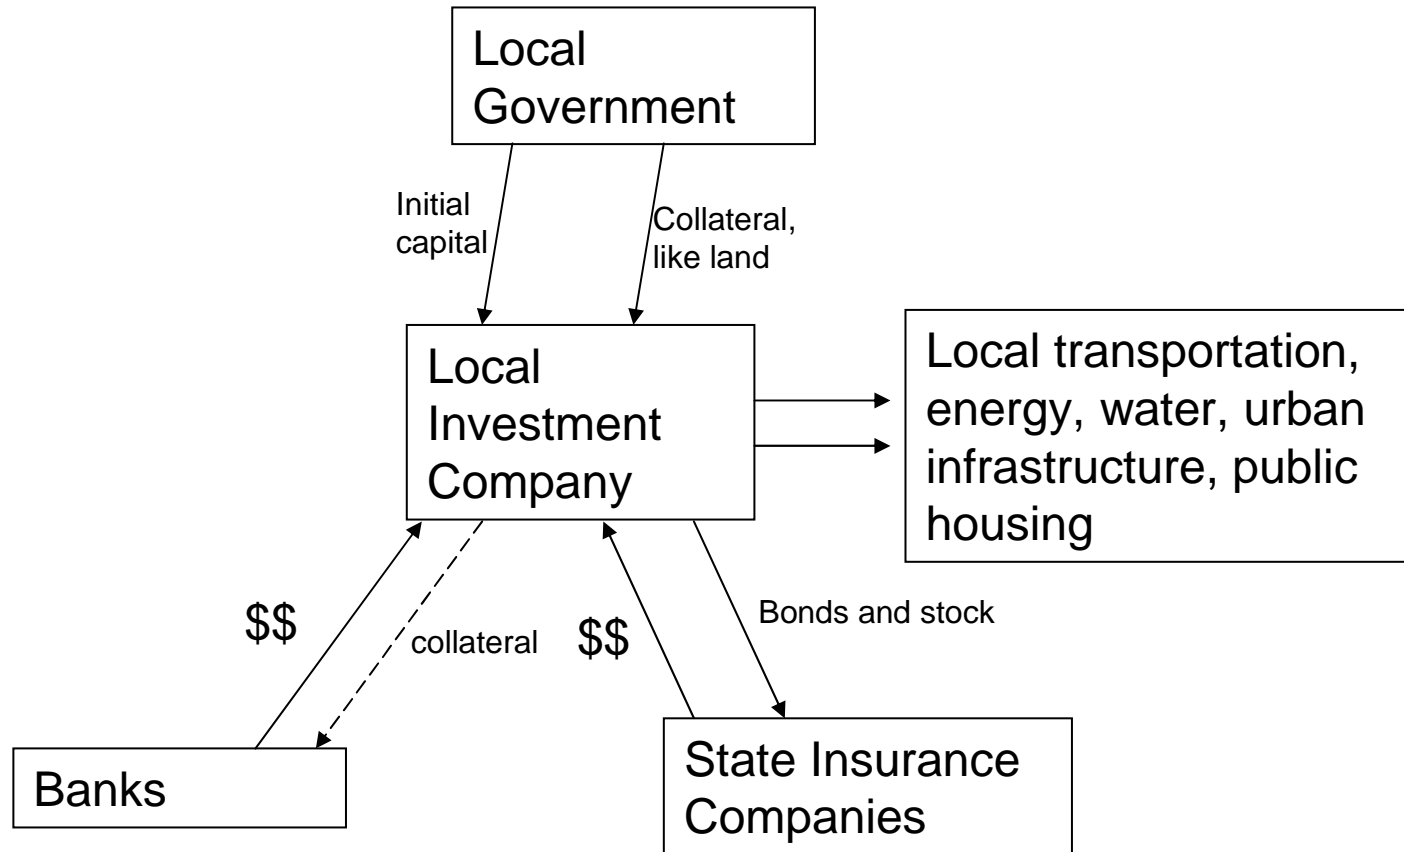 Local
Government
Initial
capital
Collateral,
like land
Local
Investment
Company
Local transportation,
energy, water, urban
infrastructure, public
housing
$$
collateral
$$
Bonds and stock
Banks
State Insurance
Companies